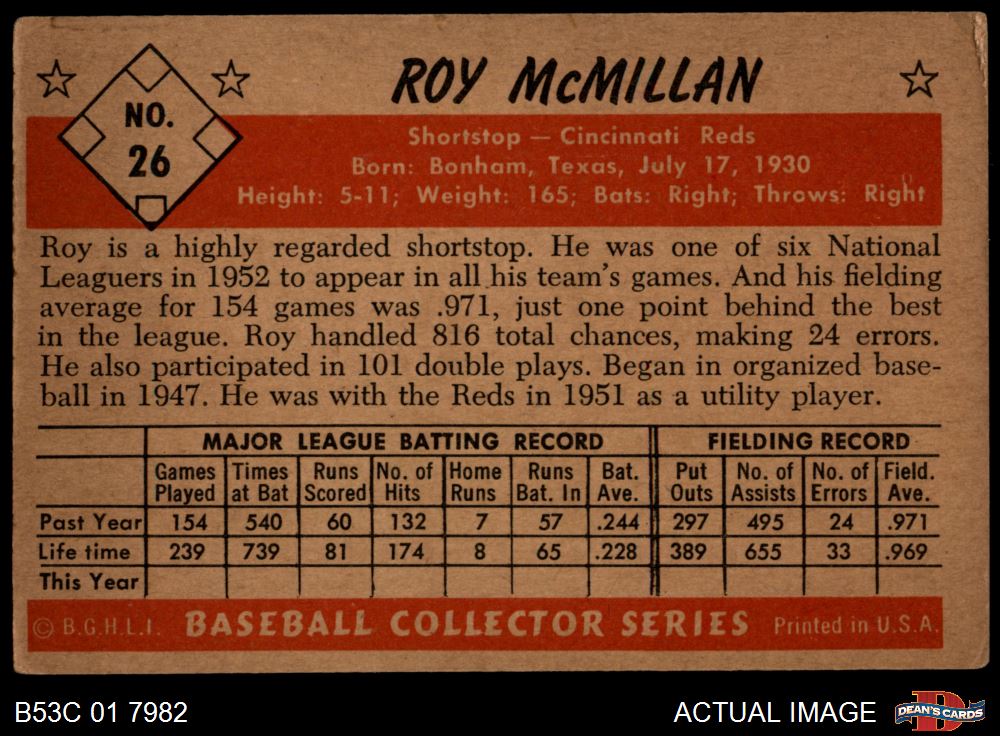 NO.
26
ROY McMILLAN
Shortstop — Cincinnati Reds
Born: Bonham, Texas, July 17, 1930
Height: 5-11; Weight: 165; Bats: Right; Throws: Right
Roy is a highly regarded shortstop. He was one of six National
Leaguers in 1952 to appear in all his team's games. And his fielding
average for 154 games was .971, just one point behind the best
in the league. Roy handled 816 total chances, making 24 errors.
He also participated in 101 double plays. Began in organized base-
ball in 1947. He was with the Reds in 1951 as a utility player.
MAJOR LEAGUE BATTING RECORD FIELDING RECORD
Games Times Runs No. of Home Runs Bat. Put No. of No. of Field.
Played at Bat Scored Hits Runs Bat. In Ave. Outs Assists Errors Ave.
Past Year 154 540 60 132 7 57 .244 297 495 24 .971
Life time 239 739 81 174 8 65 .228 389 655 33 .969
This Year
© B.G.H.L.I. BASEBALL COLLECTOR SERIES Printed in U.S.A.
B53C 01 7982 ACTUAL IMAGE DEAN'S CARDS